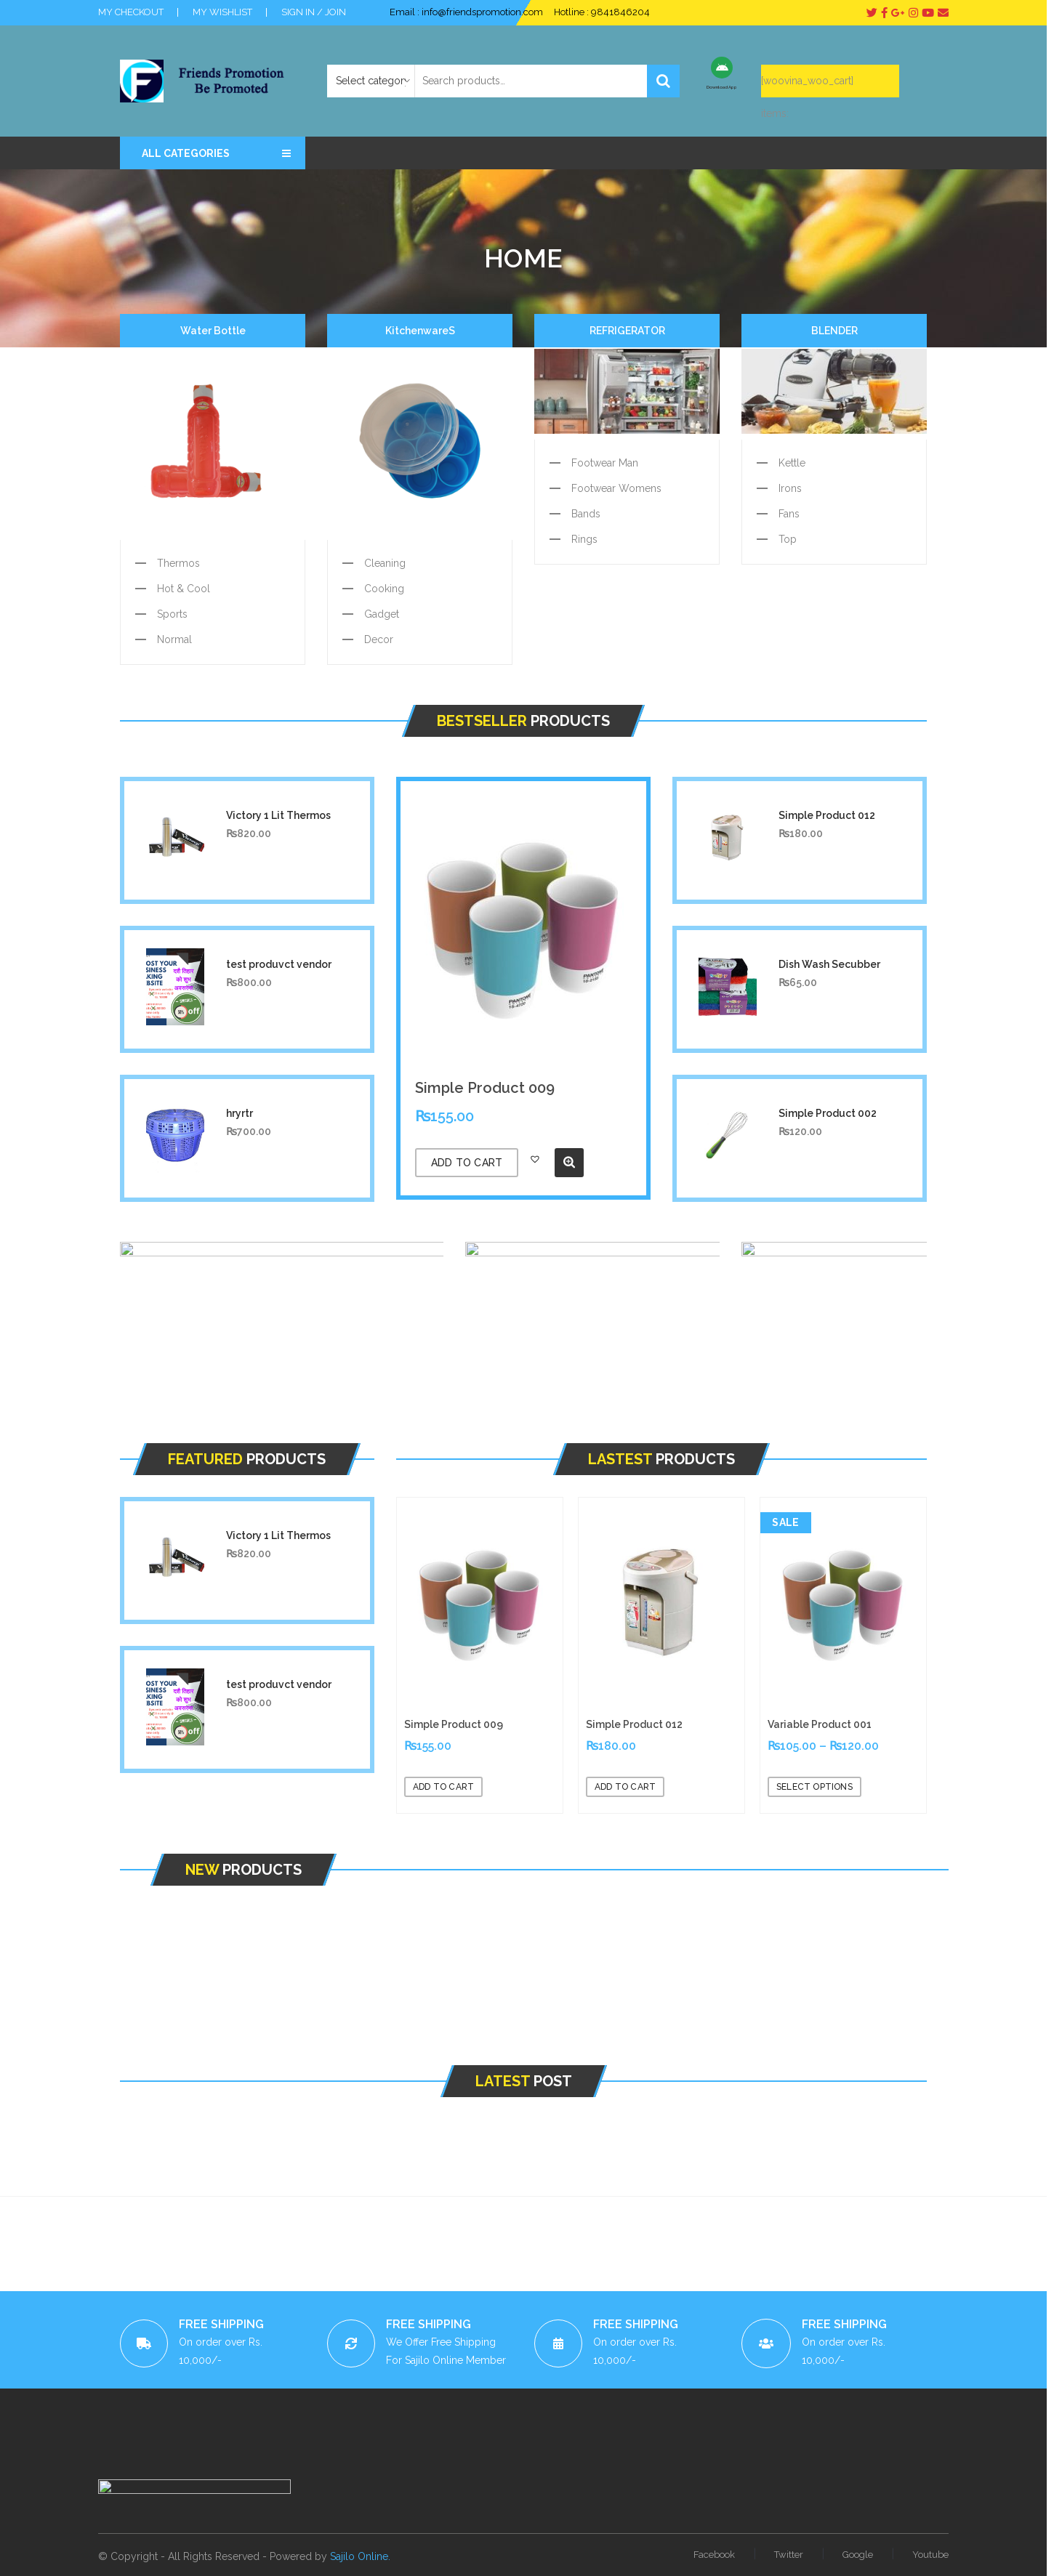 MY CHECKOUT | MY WISHLIST | SIGN IN / JOIN
Email : info@friendspromotion.com Hotline : 9841846204
Friends Promotion
Be Promoted
Select categor
Search products...
Download App
[woovina_woo_cart]
ALL CATEGORIES
HOME
Water Bottle
KitchenwareS
REFRIGERATOR
BLENDER
Footwear Man
Footwear Womens
Bands
Rings
Kettle
Irons
Fans
Top
Thermos
Hot & Cool
Sports
Normal
Cleaning
Cooking
Gadget
Decor
BESTSELLER PRODUCTS
Victory 1 Lit Thermos
₨820.00
test produvct vendor
₨800.00
hryrtr
₨700.00
PANTONE
Simple Product 009
₨155.00
ADD TO CART
Simple Product 012
₨180.00
Dish Wash Secubber
₨65.00
Simple Product 002
₨120.00
FEATURED PRODUCTS
Victory 1 Lit Thermos
₨820.00
test produvct vendor
₨800.00
LASTEST PRODUCTS
Simple Product 009
₨155.00
ADD TO CART
Simple Product 012
₨180.00
ADD TO CART
SALE
Variable Product 001
₨105.00 – ₨120.00
SELECT OPTIONS
NEW PRODUCTS
LATEST POST
FREE SHIPPING
On order over Rs.
10,000/-
FREE SHIPPING
We Offer Free Shipping
For Sajilo Online Member
FREE SHIPPING
On order over Rs.
10,000/-
FREE SHIPPING
On order over Rs.
10,000/-
© Copyright - All Rights Reserved - Powered by Sajilo Online.
Facebook
Twitter
Google
Youtube